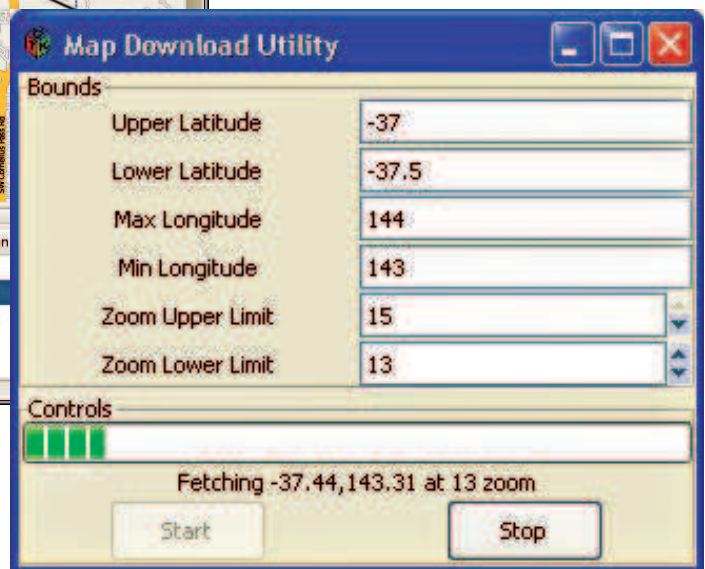 Map Download Utility
Bounds
Upper Latitude -37
Lower Latitude -37.5
Max Longitude 144
Min Longitude 143
Zoom Upper Limit 15
Zoom Lower Limit 13
Controls
Fetching -37.44,143.31 at 13 zoom
Start Stop